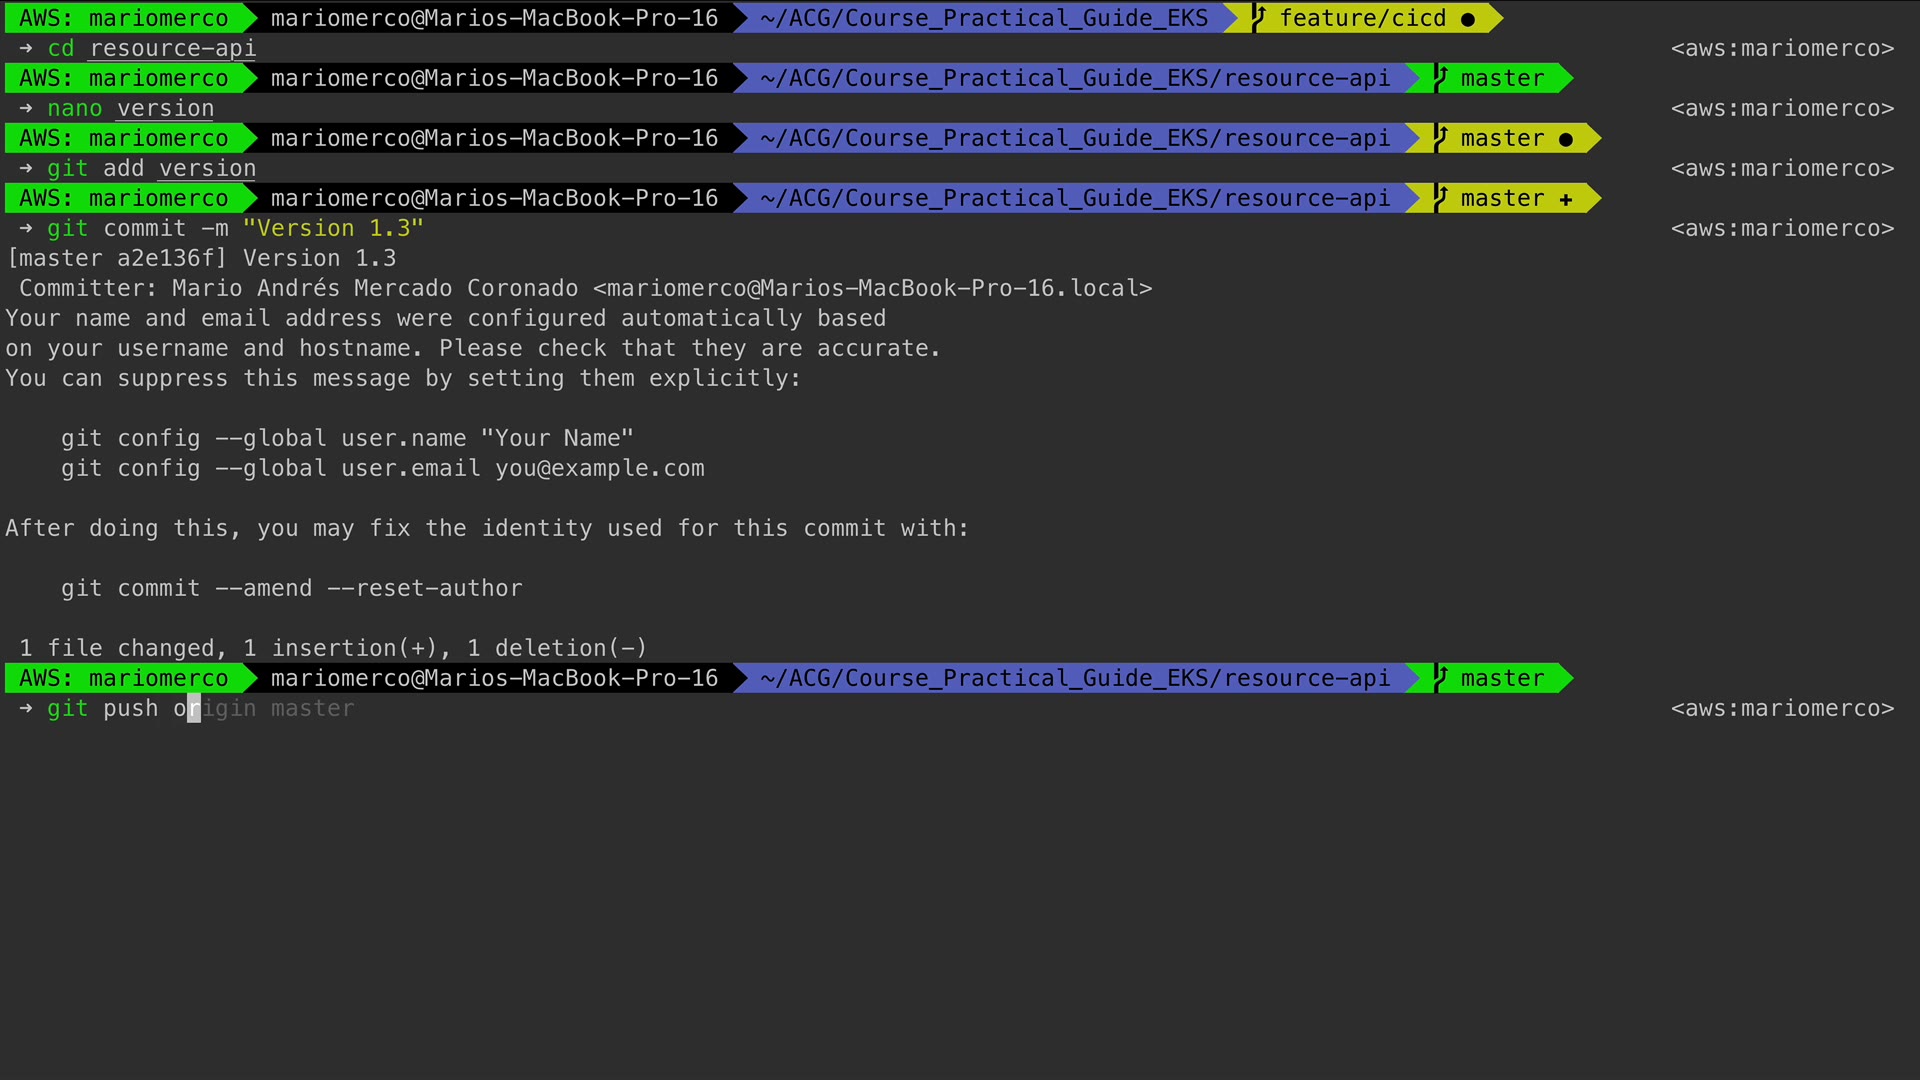 AWS: mariomerco mariomerco@Marios-MacBook-Pro-16 ~/ACG/Course_Practical_Guide_EKS feature/cicd ●
→ cd resource-api <aws:mariomerco>
AWS: mariomerco mariomerco@Marios-MacBook-Pro-16 ~/ACG/Course_Practical_Guide_EKS/resource-api master
→ nano version <aws:mariomerco>
AWS: mariomerco mariomerco@Marios-MacBook-Pro-16 ~/ACG/Course_Practical_Guide_EKS/resource-api master ●
→ git add version <aws:mariomerco>
AWS: mariomerco mariomerco@Marios-MacBook-Pro-16 ~/ACG/Course_Practical_Guide_EKS/resource-api master +
→ git commit -m "Version 1.3" <aws:mariomerco>
[master a2e136f] Version 1.3
Committer: Mario Andrés Mercado Coronado <mariomerco@Marios-MacBook-Pro-16.local>
Your name and email address were configured automatically based
on your username and hostname. Please check that they are accurate.
You can suppress this message by setting them explicitly:
git config --global user.name "Your Name"
git config --global user.email you@example.com
After doing this, you may fix the identity used for this commit with:
git commit --amend --reset-author
1 file changed, 1 insertion(+), 1 deletion(-)
AWS: mariomerco mariomerco@Marios-MacBook-Pro-16 ~/ACG/Course_Practical_Guide_EKS/resource-api master
→ git push origin master <aws:mariomerco>